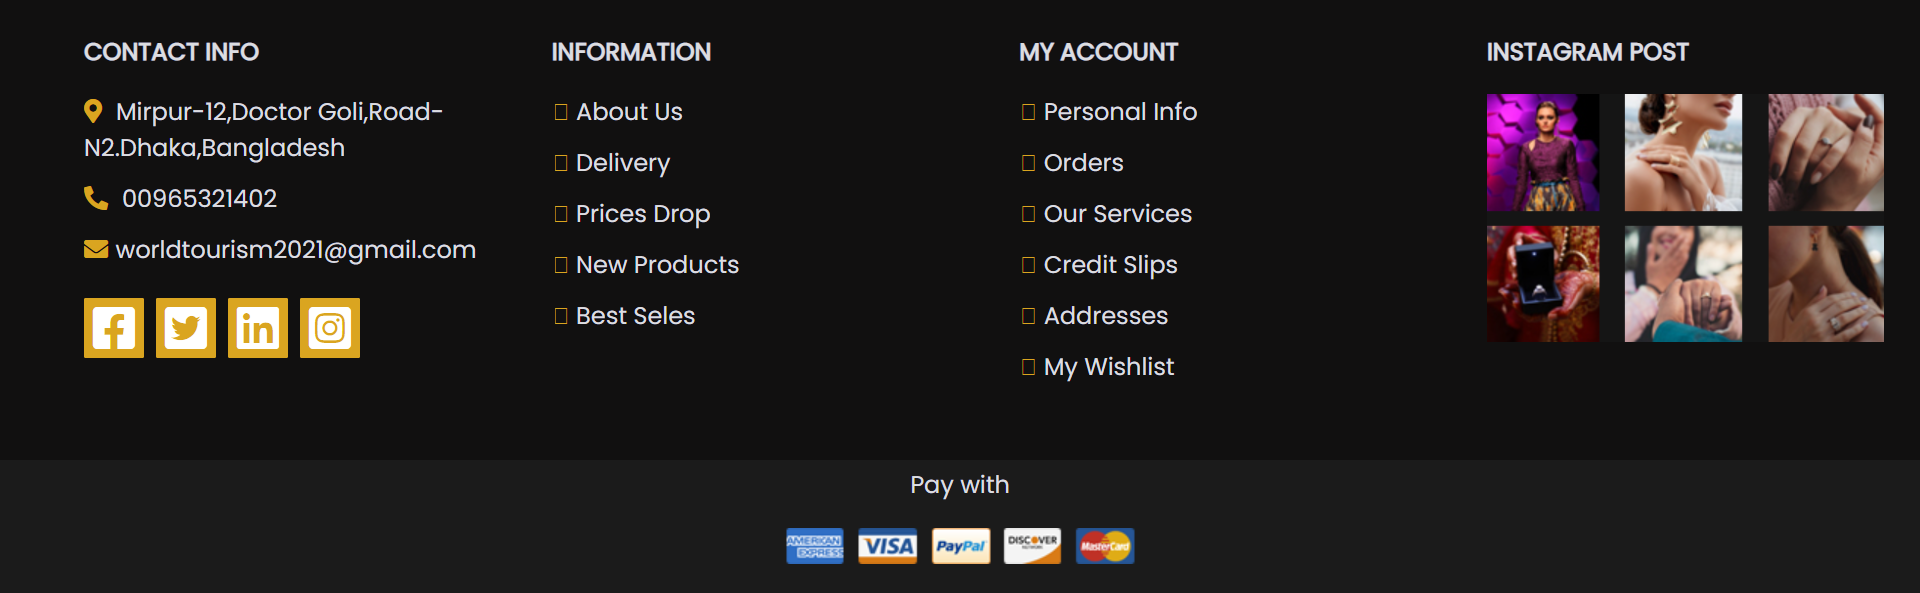 CONTACT INFO
Mirpur-12,Doctor Goli,Road-
N2.Dhaka,Bangladesh
00965321402
worldtourism2021@gmail.com
INFORMATION
About Us
Delivery
Prices Drop
New Products
Best Seles
MY ACCOUNT
Personal Info
Orders
Our Services
Credit Slips
Addresses
My Wishlist
INSTAGRAM POST
Pay with
AMERICAN
EXPRESS
VISA
PayPal
DISCOVER
NETWORK
MasterCard